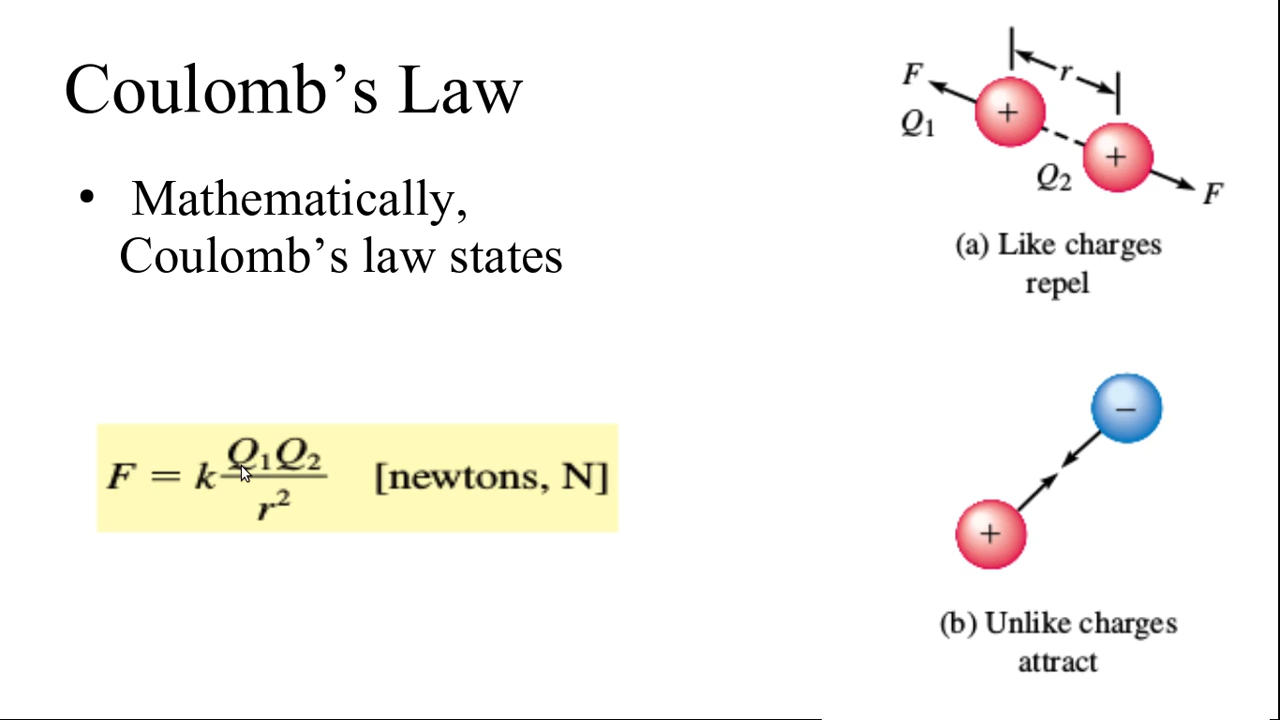 Coulomb’s Law
• Mathematically,
Coulomb’s law states
F = k Q₁Q₂ / r² [newtons, N]
F
r
+
Q₁
+
Q₂
F
(a) Like charges
repel
−
+
(b) Unlike charges
attract